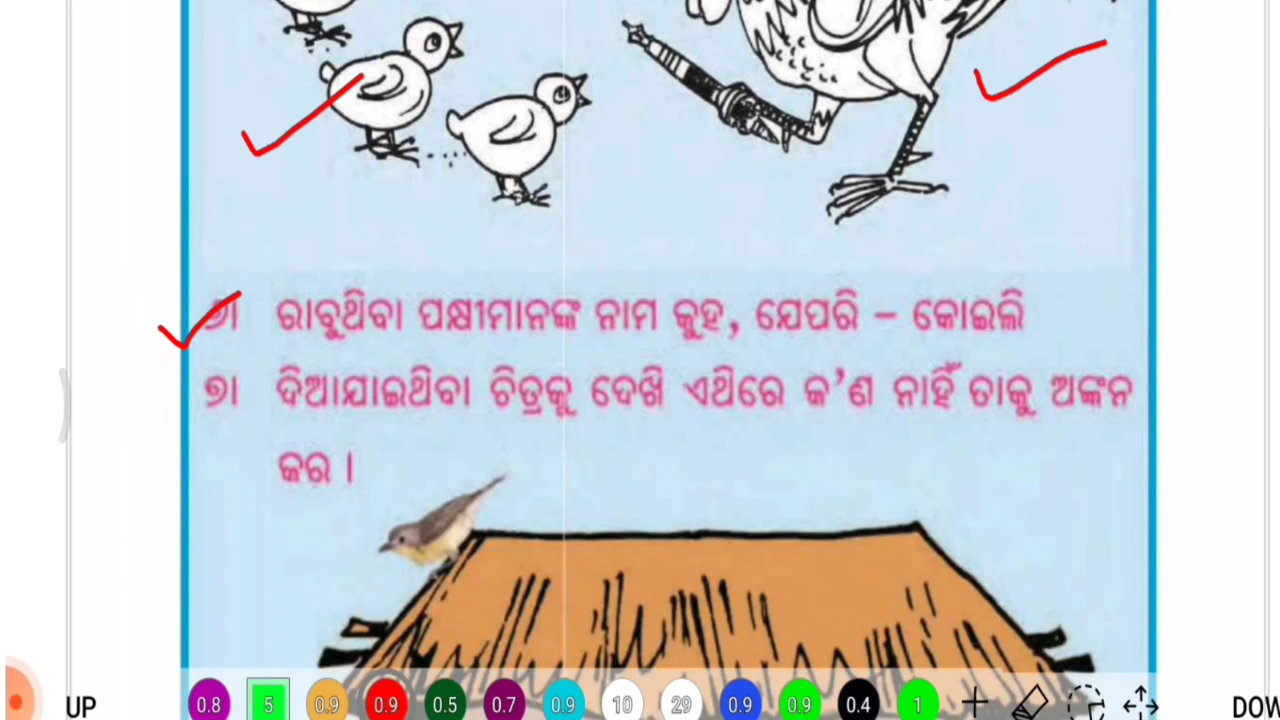 ୬। ରାବୁଥିବା ପକ୍ଷୀମାନଙ୍କ ନାମ କୁହ, ଯେପରି – କୋଇଲି
୭। ଦିଆଯାଇଥିବା ଚିତ୍ରକୁ ଦେଖି ଏଥିରେ କ'ଣ ନାହିଁ ତାକୁ ଅଙ୍କନ
କର ।
UP 0.8 5 0.9 0.9 0.5 0.7 0.9 10 29 0.9 0.9 0.4 1 DOW